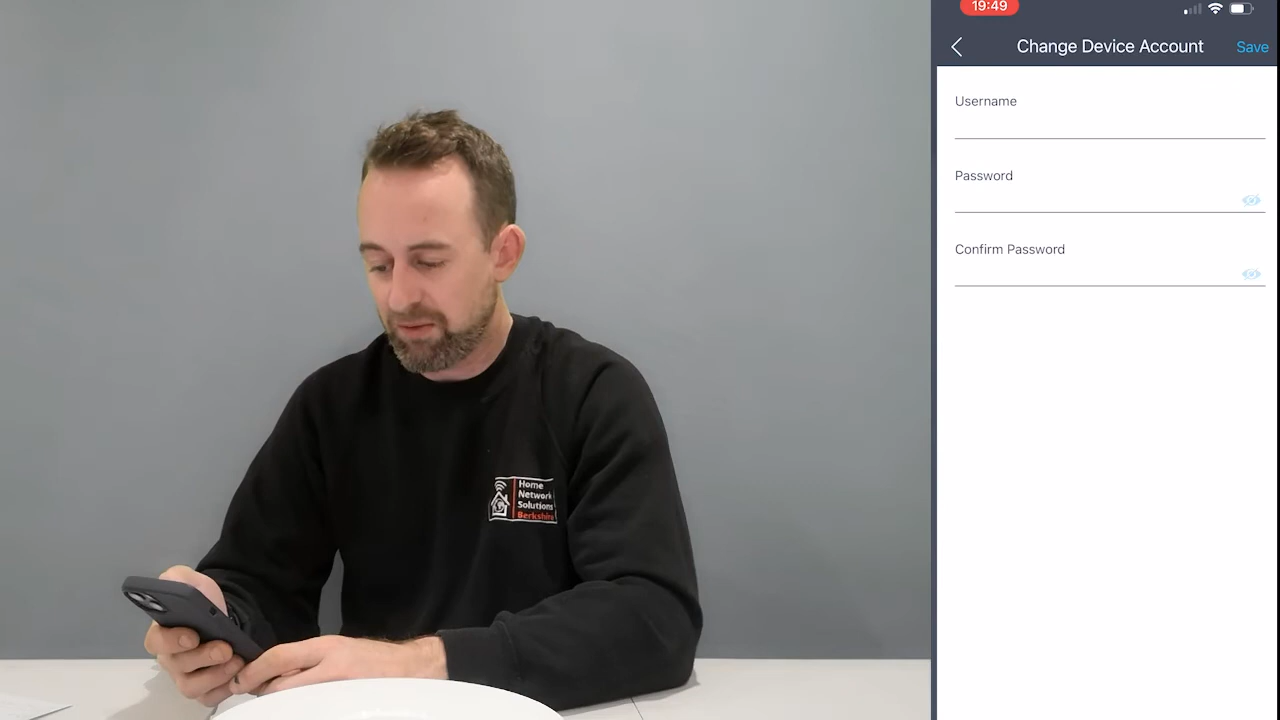 19:49
Change Device Account
Save
Username
Password
Confirm Password
Home
Network
Solutions
Berkshire